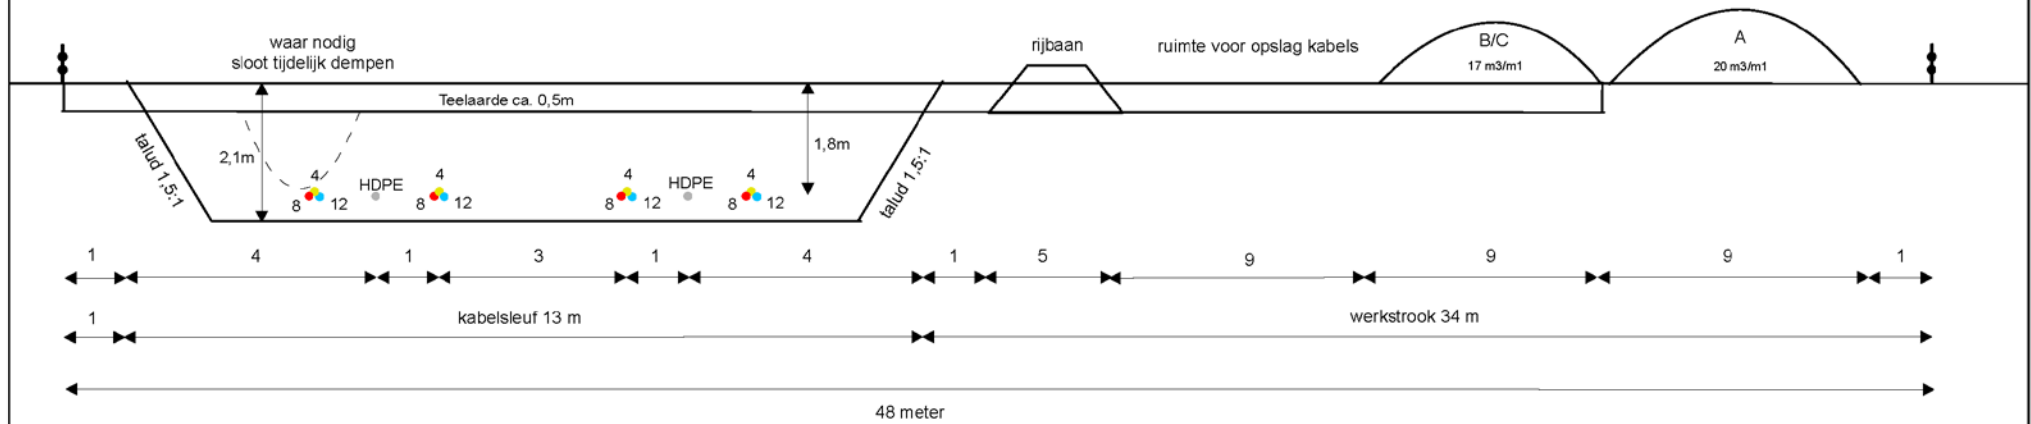 waar nodig
sloot tijdelijk dempen
rijbaan
ruimte voor opslag kabels
B/C
17 m3/m1
A
20 m3/m1
Teelaarde ca. 0,5m
talud 1,5:1
2,1m
1,8m
talud 1,5:1
4
8
12
HDPE
4
8
12
4
8
12
HDPE
4
8
12
1 4 1 3 1 4 1 5 9 9 9 1
1 kabelsleuf 13 m werkstrook 34 m
48 meter